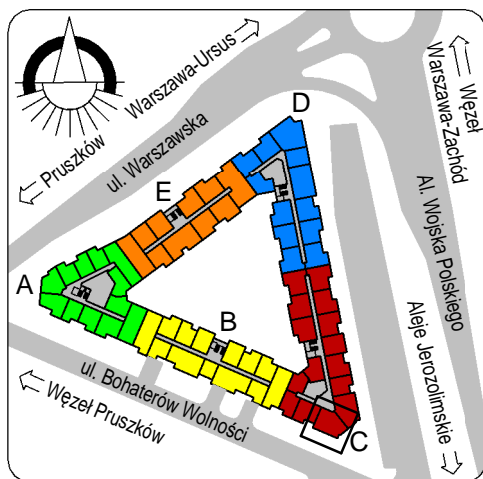 Warszawa-Ursus
Pruszków
ul. Warszawska
Węzeł
Warszawa-Zachód
Al. Wojska Polskiego
Aleje Jerozolimskie
D
E
A
B
C
ul. Bohaterów Wolności
Węzeł Pruszków